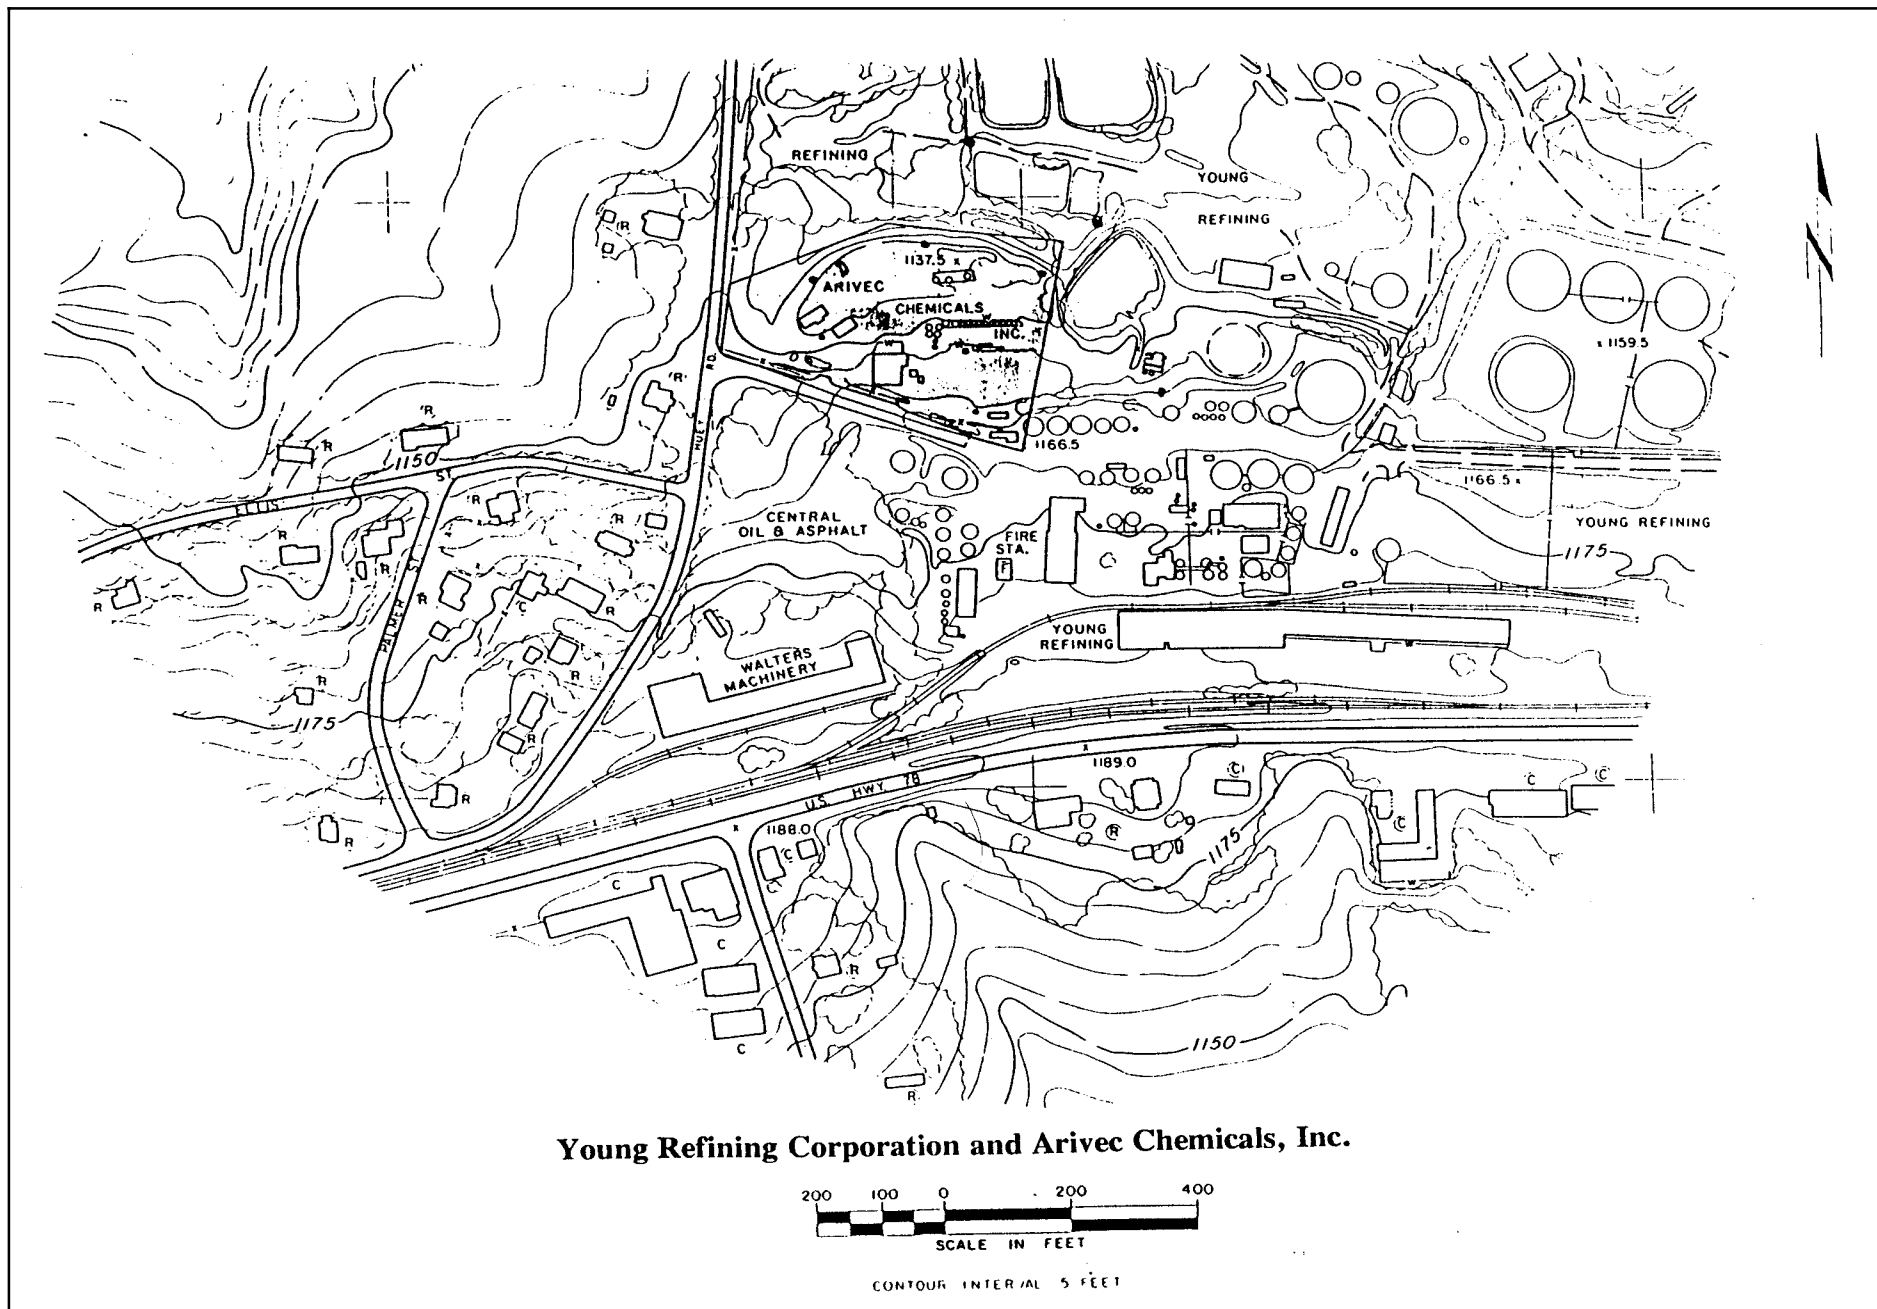 REFINING
YOUNG
REFINING
R
1137.5 x
ARIVEC
CHEMICALS
W
INC.
W
W
x 1159.5
RD.
'R'
'R
HUEY
R
1150
1166.5
ELLIS
ST
'R
R
1166.5 x
CENTRAL
OIL & ASPHALT
FIRE
STA.
F
YOUNG REFINING
1175
R
'R
PALMER
ST
R
R
C
R
YOUNG
REFINING
W
WALTERS
MACHINERY
R
R
1175
R
R
R
U.S. HWY. 78
1189.0
C
C
C
1188.0
C
R
C
1175
W
C
C
R
C
1150
R
Young Refining Corporation and Arivec Chemicals, Inc.
200 100 0 200 400
SCALE IN FEET
CONTOUR INTERVAL 5 FEET